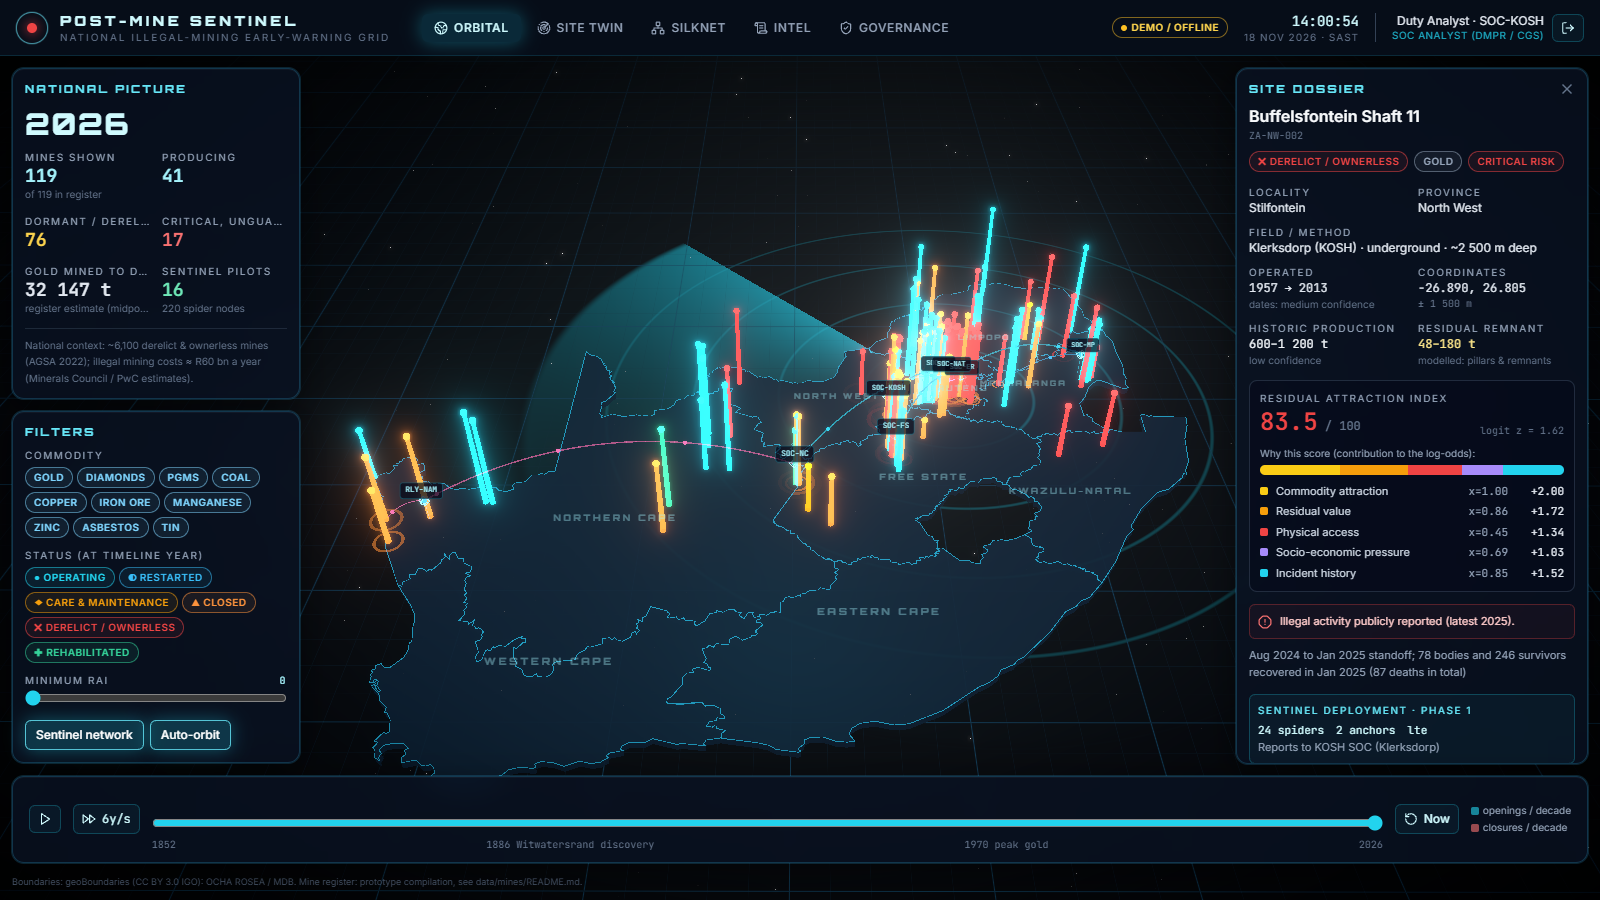 POST-MINE SENTINEL
NATIONAL ILLEGAL-MINING EARLY-WARNING GRID
ORBITAL
SITE TWIN
SILKNET
INTEL
GOVERNANCE
DEMO / OFFLINE
14:00:54
18 NOV 2026 · SAST
Duty Analyst · SOC-KOSH
SOC ANALYST (DMPR / CGS)
NATIONAL PICTURE
2026
MINES SHOWN
119
of 119 in register
PRODUCING
41
DORMANT / DEREL...
76
CRITICAL, UNGUA...
17
GOLD MINED TO D...
32 147 t
register estimate (midpo...
SENTINEL PILOTS
16
220 spider nodes
National context: ~6,100 derelict & ownerless mines
(AGSA 2022); illegal mining costs ≈ R60 bn a year
(Minerals Council / PwC estimates).
FILTERS
COMMODITY
GOLD
DIAMONDS
PGMS
COAL
COPPER
IRON ORE
MANGANESE
ZINC
ASBESTOS
TIN
STATUS (AT TIMELINE YEAR)
OPERATING
RESTARTED
CARE & MAINTENANCE
CLOSED
DERELICT / OWNERLESS
REHABILITATED
MINIMUM RAI
0
Sentinel network
Auto-orbit
RLY-NAM
SOC-NC
SOC-KOSH
SOC-FS
SOC-NAT
SOC-MP
NORTH WEST
NORTHERN CAPE
FREE STATE
KWAZULU-NATAL
EASTERN CAPE
WESTERN CAPE
SITE DOSSIER
Buffelsfontein Shaft 11
ZA-NW-002
DERELICT / OWNERLESS
GOLD
CRITICAL RISK
LOCALITY
Stilfontein
PROVINCE
North West
FIELD / METHOD
Klerksdorp (KOSH) · underground · ~2 500 m deep
OPERATED
1957 → 2013
dates: medium confidence
COORDINATES
-26.890, 26.805
± 1 500 m
HISTORIC PRODUCTION
600–1 200 t
low confidence
RESIDUAL REMNANT
48–180 t
modelled: pillars & remnants
RESIDUAL ATTRACTION INDEX
83.5 / 100
logit z = 1.62
Why this score (contribution to the log-odds):
Commodity attraction x=1.00 +2.00
Residual value x=0.86 +1.72
Physical access x=0.45 +1.34
Socio-economic pressure x=0.69 +1.03
Incident history x=0.85 +1.52
Illegal activity publicly reported (latest 2025).
Aug 2024 to Jan 2025 standoff; 78 bodies and 246 survivors
recovered in Jan 2025 (87 deaths in total)
SENTINEL DEPLOYMENT · PHASE 1
24 spiders 2 anchors lte
Reports to KOSH SOC (Klerksdorp)
6y/s
1852
1886 Witwatersrand discovery
1970 peak gold
2026
Now
openings / decade
closures / decade
Boundaries: geoBoundaries (CC BY 3.0 IGO): OCHA ROSEA / MDB. Mine register: prototype compilation, see data/mines/README.md.